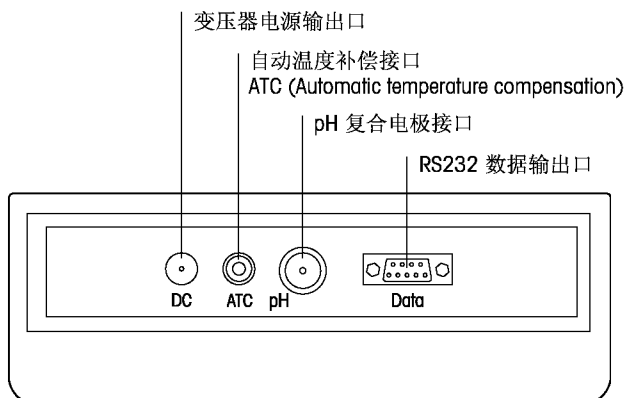 变压器电源输出口
自动温度补偿接口
ATC (Automatic temperature compensation)
pH 复合电极接口
RS232 数据输出口
DC
ATC
pH
Data